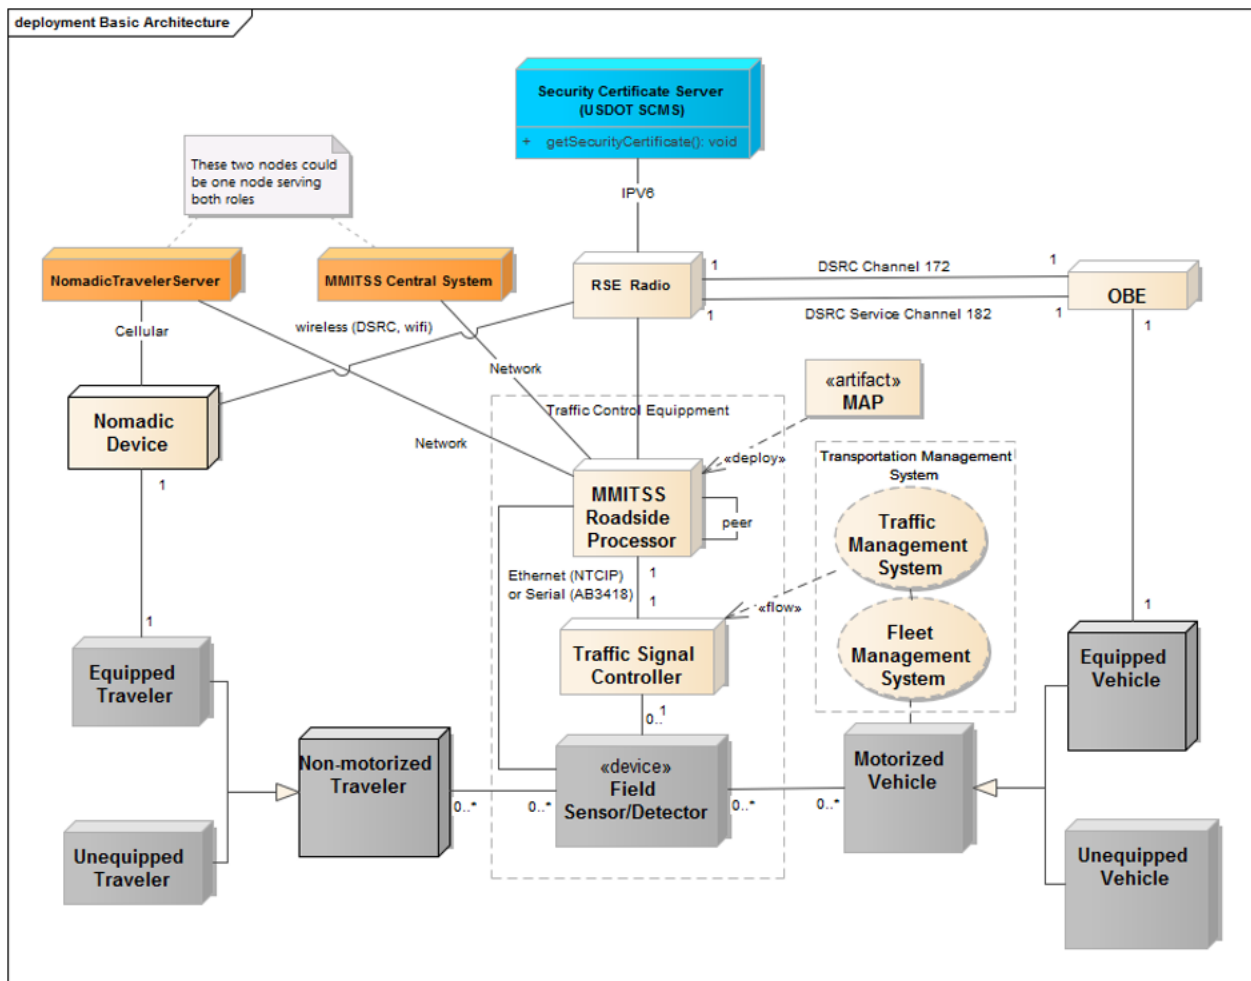 deployment Basic Architecture
Security Certificate Server
(USDOT SCMS)
+ getSecurityCertificate(): void
These two nodes could
be one node serving
both roles
IPV6
NomadicTravelerServer
MMITSS Central System
RSE Radio
1
DSRC Channel 172
1
OBE
1
DSRC Service Channel 182
1
1
Cellular
wireless (DSRC, wifi)
Network
«artifact»
MAP
Nomadic
Device
Traffic Control Equippment
Network
«deploy»
Transportation Management
System
1
MMITSS
Roadside
Processor
peer
Traffic
Management
System
Ethernet (NTCIP)
or Serial (AB3418)
1
1
«flow»
1
1
Equipped
Traveler
Traffic Signal
Controller
Fleet
Management
System
Equipped
Vehicle
1
0..
Non-motorized
Traveler
«device»
Field
Sensor/Detector
Motorized
Vehicle
0..*
0..*
0..*
0..*
Unequipped
Traveler
Unequipped
Vehicle